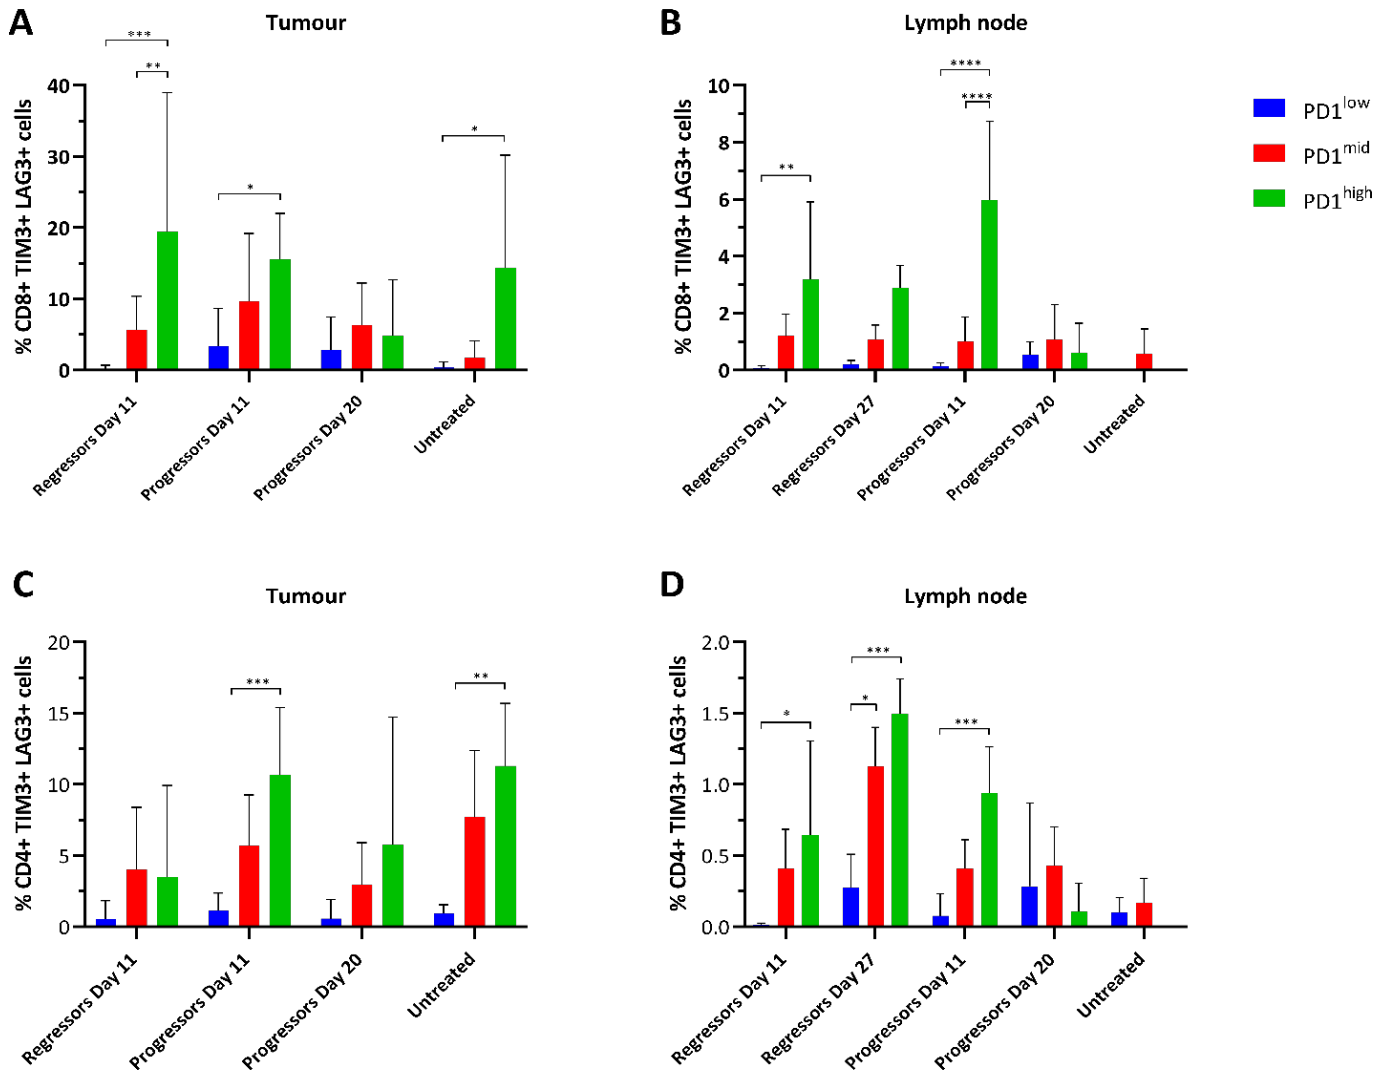 A
Tumour
***
**
*
*
40
30
20
10
0
% CD8+ TIM3+ LAG3+ cells
Regressors Day 11
Progressors Day 11
Progressors Day 20
Untreated
B
Lymph node
****
****
**
10
8
6
4
2
0
% CD8+ TIM3+ LAG3+ cells
Regressors Day 11
Regressors Day 27
Progressors Day 11
Progressors Day 20
Untreated
PD1low
PD1mid
PD1high
C
Tumour
***
**
20
15
10
5
0
% CD4+ TIM3+ LAG3+ cells
Regressors Day 11
Progressors Day 11
Progressors Day 20
Untreated
D
Lymph node
***
*
*
***
2.0
1.5
1.0
0.5
0.0
% CD4+ TIM3+ LAG3+ cells
Regressors Day 11
Regressors Day 27
Progressors Day 11
Progressors Day 20
Untreated